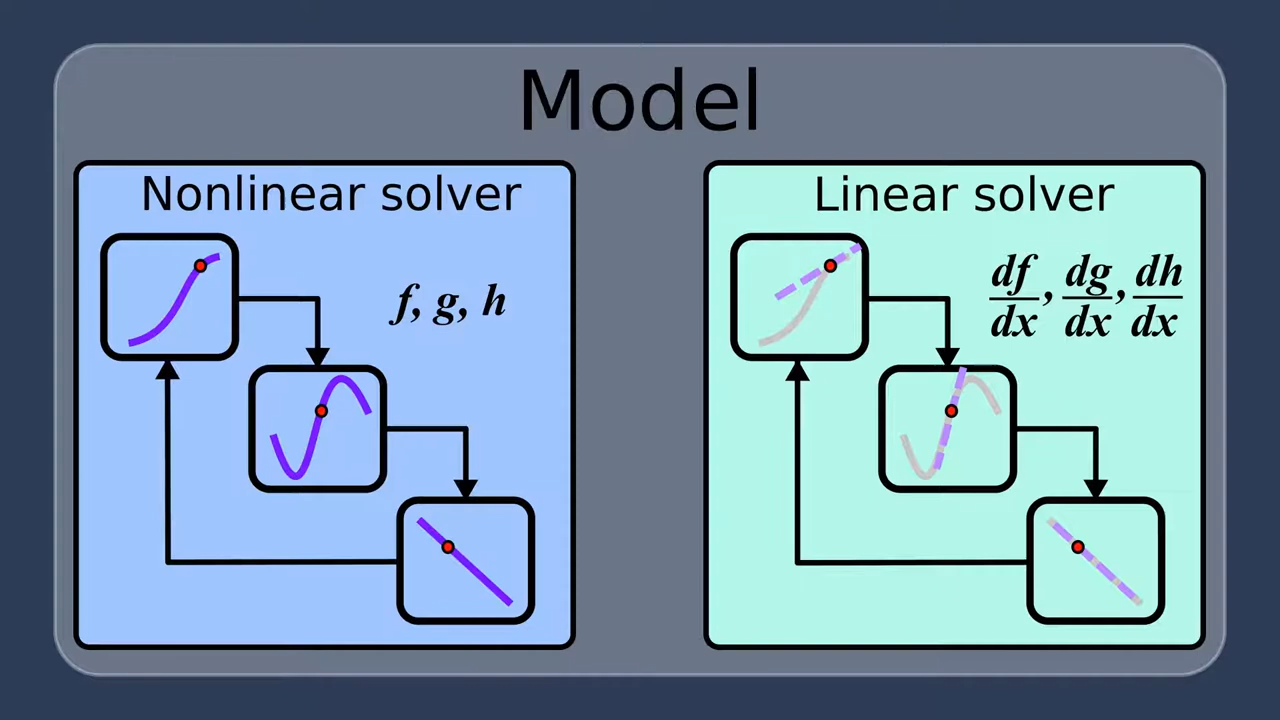 Model
Nonlinear solver
f, g, h
Linear solver
df/dx, dg/dx, dh/dx